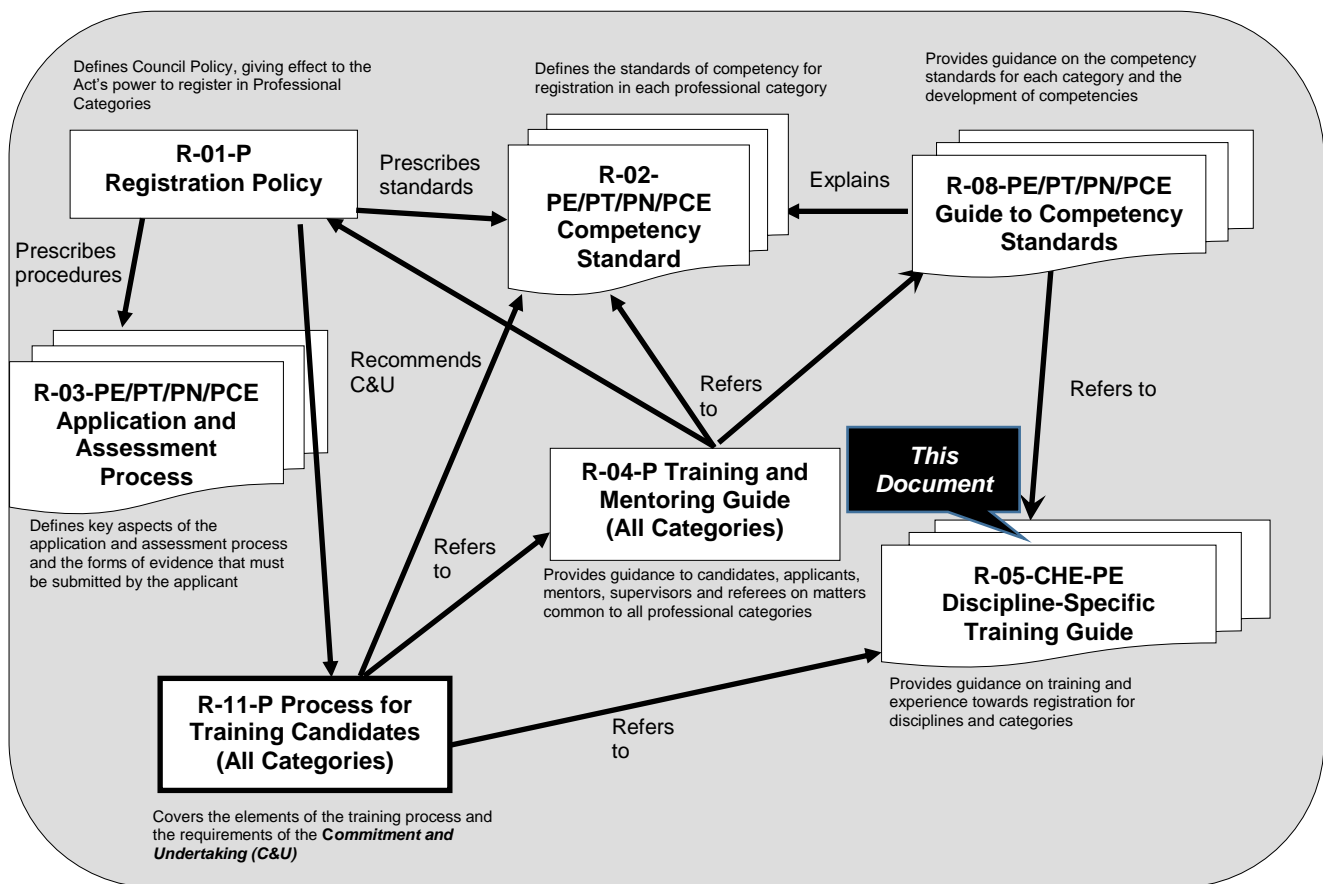 Defines Council Policy, giving effect to the
Act's power to register in Professional
Categories
Defines the standards of competency for
registration in each professional category
Provides guidance on the competency
standards for each category and the
development of competencies
R-01-P
Registration Policy
Prescribes
standards
R-02-
PE/PT/PN/PCE
Competency
Standard
Explains
R-08-PE/PT/PN/PCE
Guide to Competency
Standards
Prescribes
procedures
Recommends
C&U
Refers
to
Refers to
R-03-PE/PT/PN/PCE
Application and
Assessment
Process
Defines key aspects of the
application and assessment process
and the forms of evidence that must
be submitted by the applicant
Refers
to
R-04-P Training and
Mentoring Guide
(All Categories)
Provides guidance to candidates, applicants,
mentors, supervisors and referees on matters
common to all professional categories
This
Document
R-05-CHE-PE
Discipline-Specific
Training Guide
Provides guidance on training and
experience towards registration for
disciplines and categories
R-11-P Process for
Training Candidates
(All Categories)
Refers
to
Covers the elements of the training process and
the requirements of the Commitment and
Undertaking (C&U)